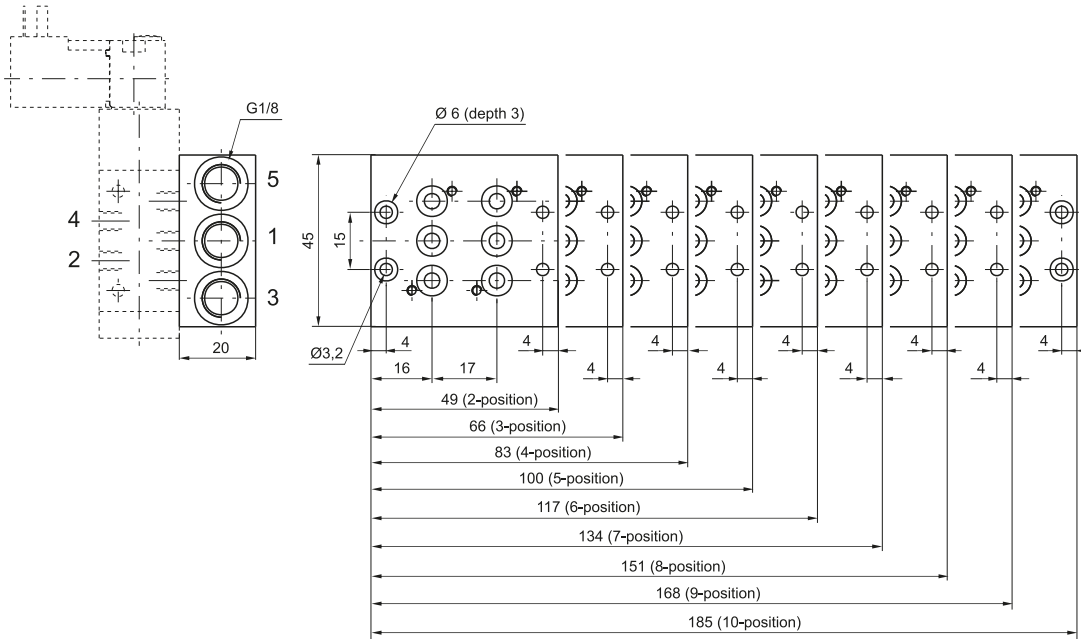 G1/8
Ø 6 (depth 3)
5
4
1
2
3
45
15
20
Ø3,2
4
4
4
4
4
4
4
4
4
4
16
17
49 (2-position)
66 (3-position)
83 (4-position)
100 (5-position)
117 (6-position)
134 (7-position)
151 (8-position)
168 (9-position)
185 (10-position)